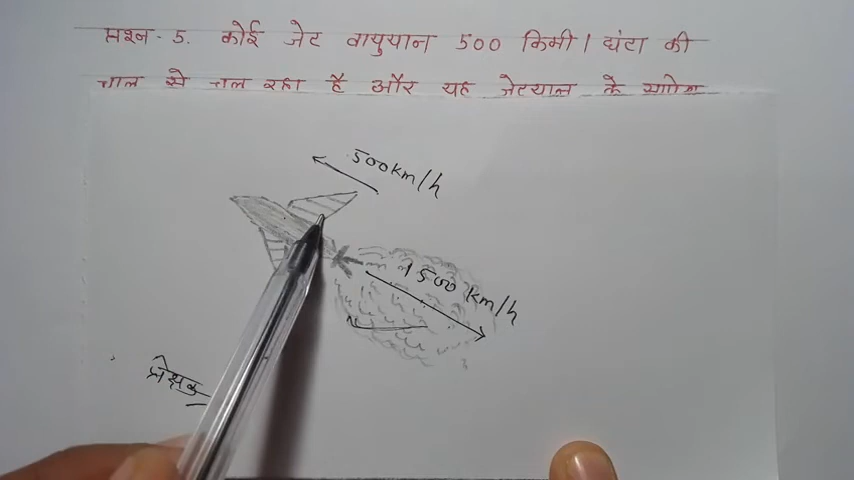 प्रश्न- 5. कोई जेट वायुयान 500 किमी / घंटा की
चाल से चल रहा है और यह जेटयान के सापेक्ष
500km/h
1500 km/h
प्रेक्षक